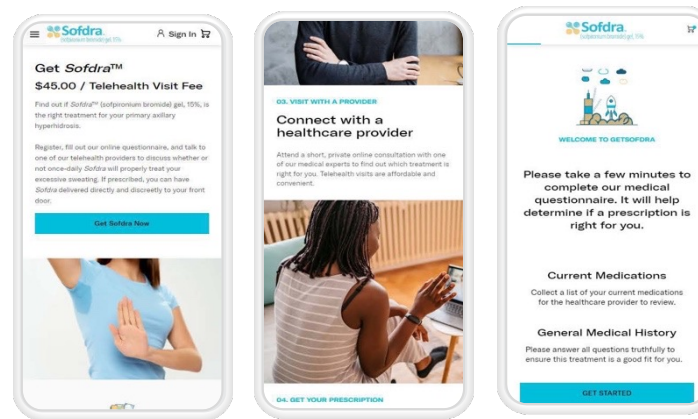 Sofdra
(sofpironium bromide) gel, 15%
Sign In
Get Sofdra™
$45.00 / Telehealth Visit Fee
Find out if Sofdra™ (sofpironium bromide) gel, 15%, is
the right treatment for your primary axillary
hyperhidrosis.
Register, fill out our online questionnaire, and talk to
one of our telehealth providers to discuss whether or
not once-daily Sofdra will properly treat your
excessive sweating. If prescribed, you can have
Sofdra delivered directly and discreetly to your front
door.
Get Sofdra Now
03. VISIT WITH A PROVIDER
Connect with a
healthcare provider
Attend a short, private online consultation with one
of our medical experts to find out which treatment is
right for you. Telehealth visits are affordable and
convenient.
04. GET YOUR PRESCRIPTION
Sofdra
(sofpironium bromide) gel, 15%
WELCOME TO GETSOFDRA
Please take a few minutes to
complete our medical
questionnaire. It will help
determine if a prescription is
right for you.
Current Medications
Collect a list of your current medications
for the healthcare provider to review.
General Medical History
Please answer all questions truthfully to
ensure this treatment is a good fit for you.
GET STARTED